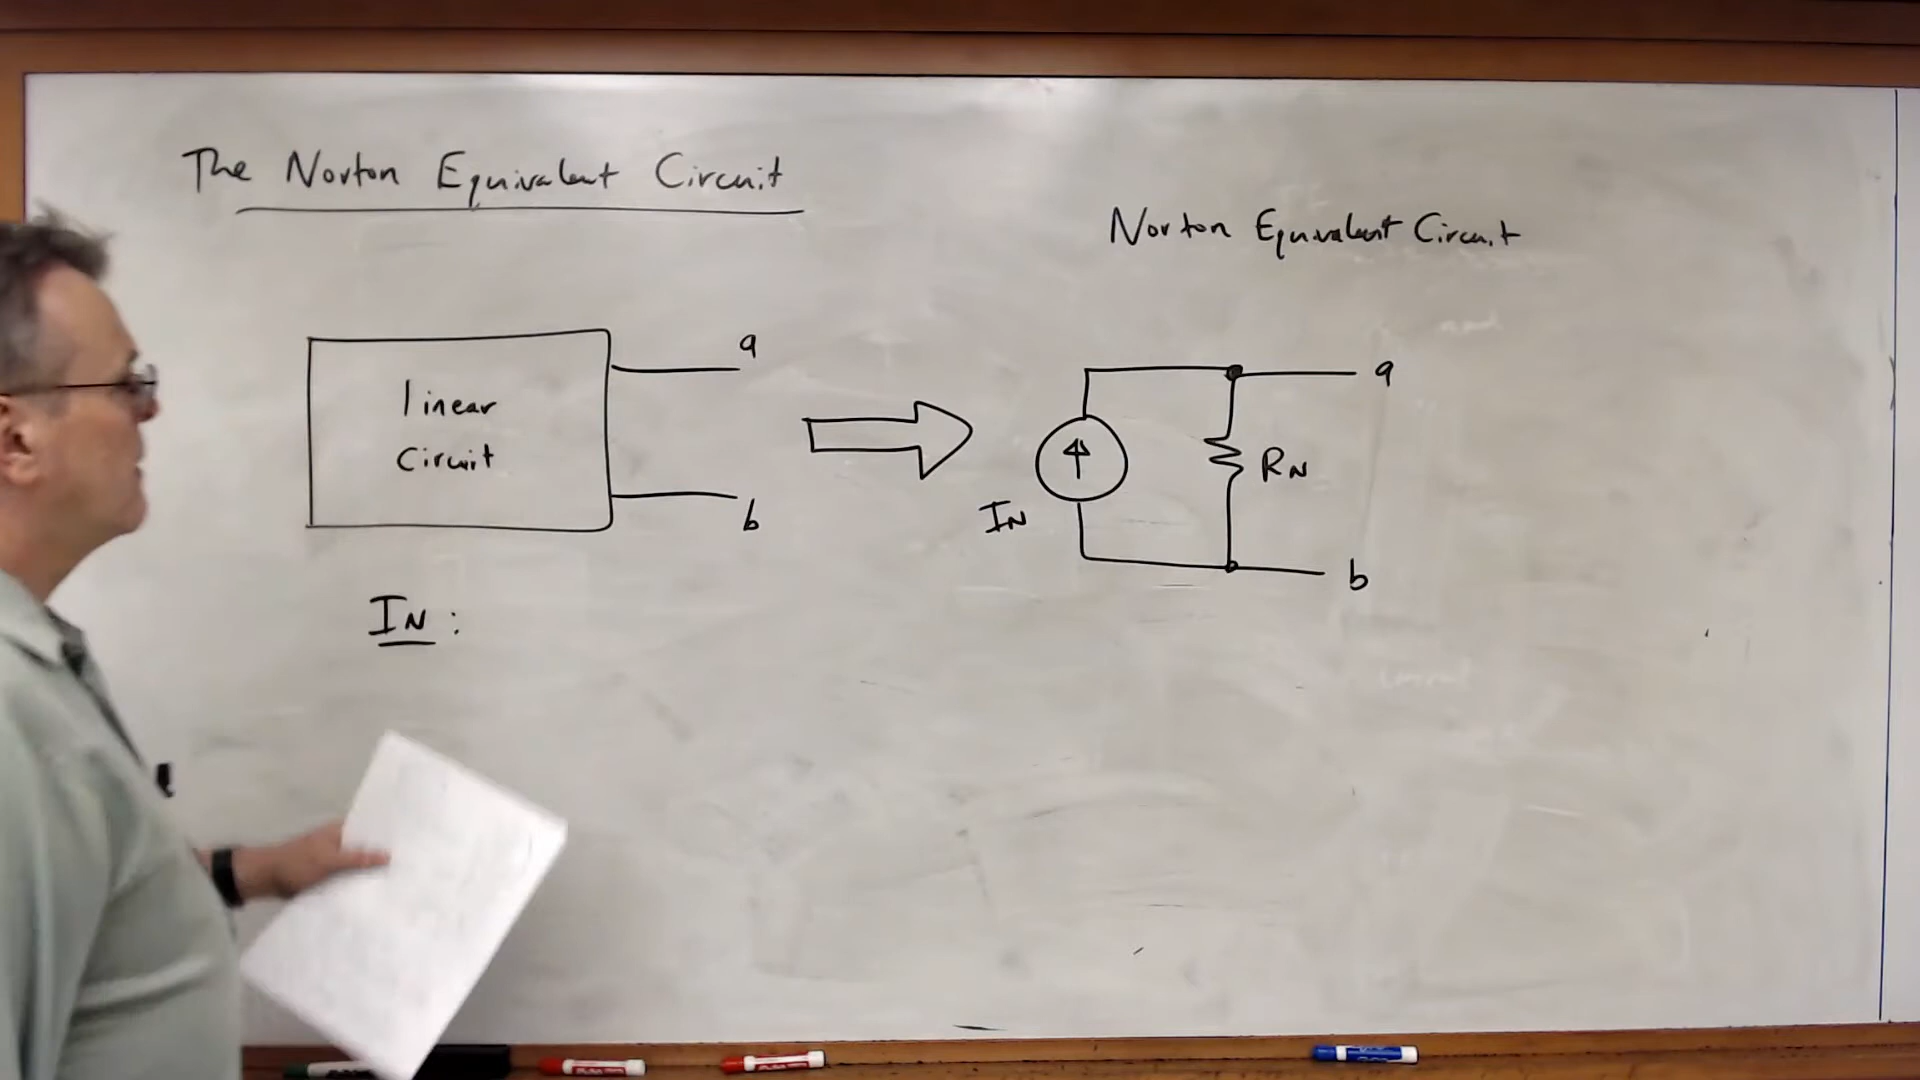 The Norton Equivalent Circuit
Norton Equivalent Circuit
linear
Circuit
a
b
a
b
IN
RN
IN :